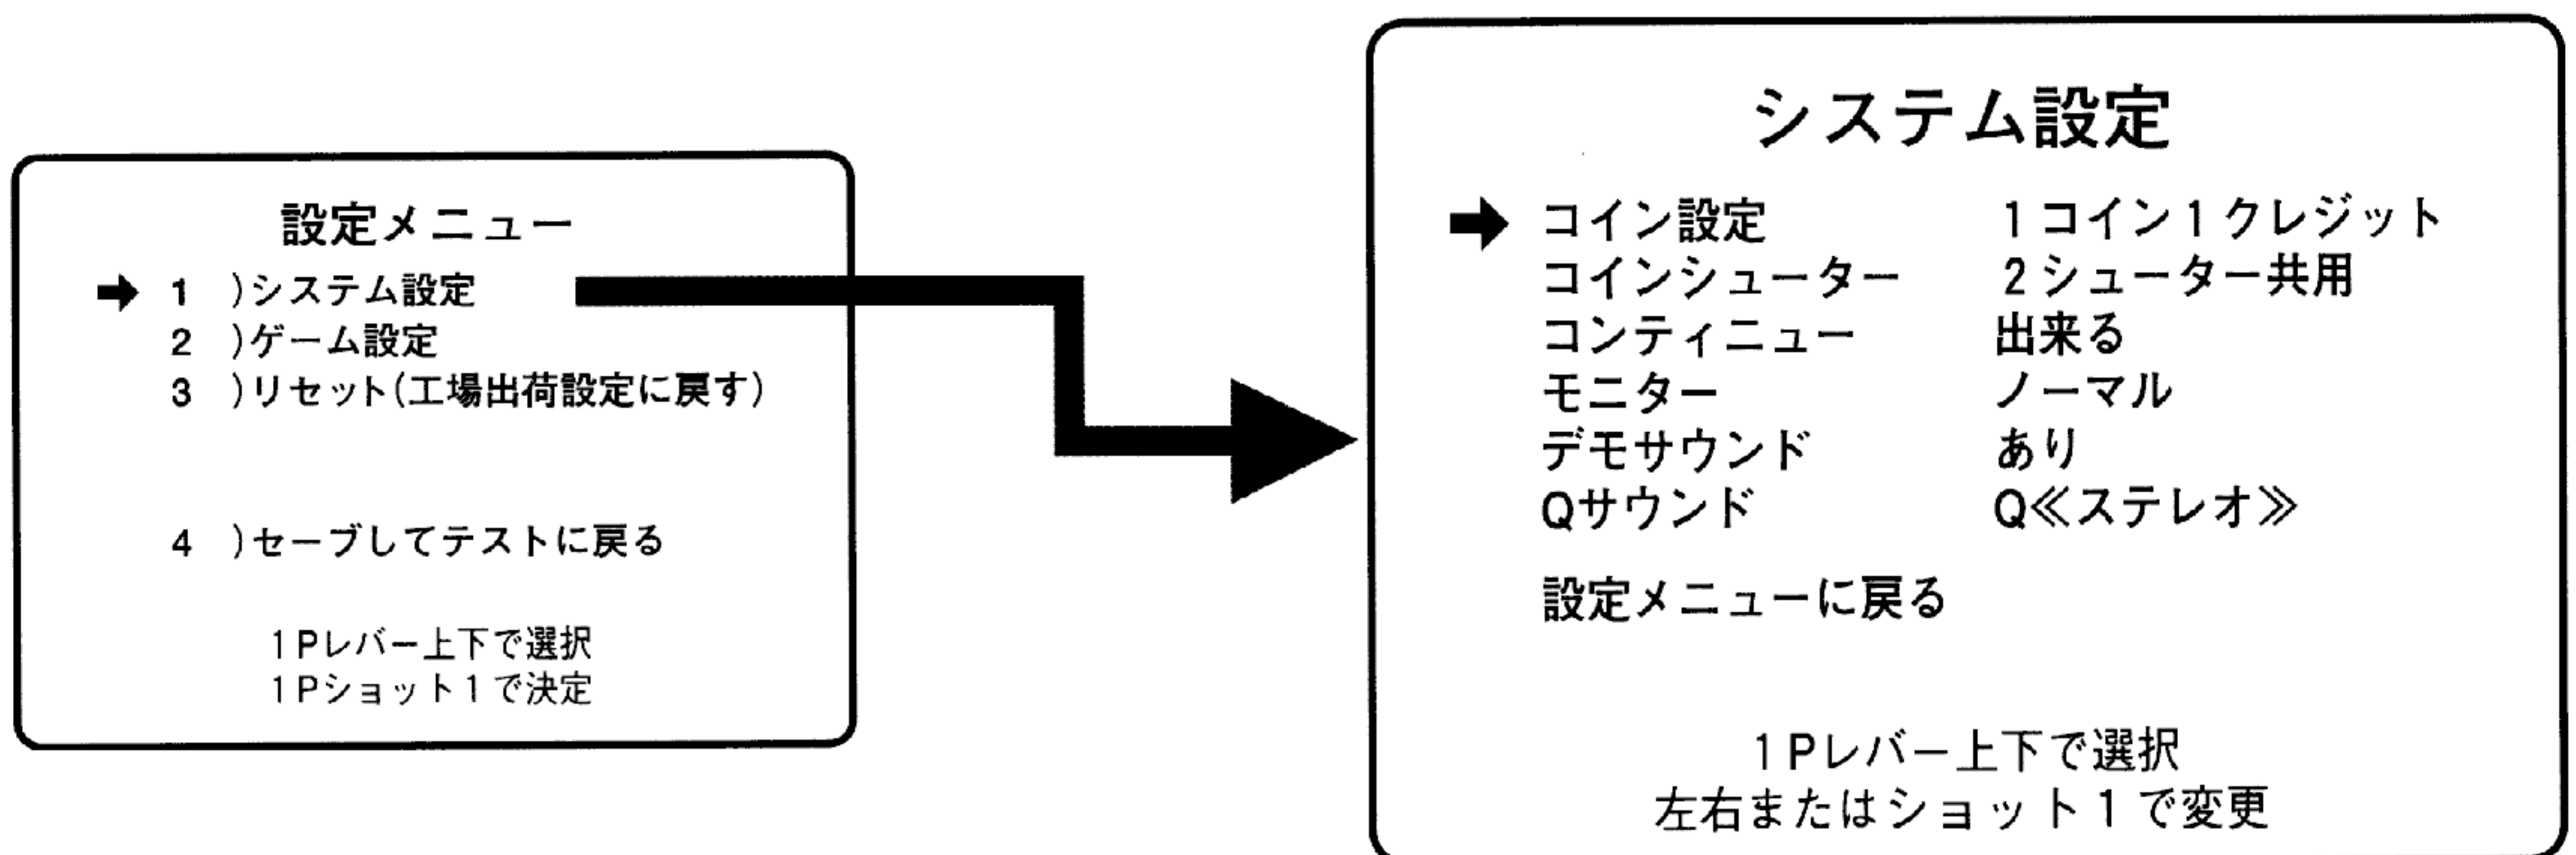 設定メニュー
1 )システム設定
2 )ゲーム設定
3 )リセット(工場出荷設定に戻す)
4 )セーブしてテストに戻る
1Pレバー上下で選択
1Pショット1で決定
システム設定
コイン設定 1コイン1クレジット
コインシューター 2シューター共用
コンティニュー 出来る
モニター ノーマル
デモサウンド あり
Qサウンド Q≪ステレオ≫
設定メニューに戻る
1Pレバー上下で選択
左右またはショット1で変更